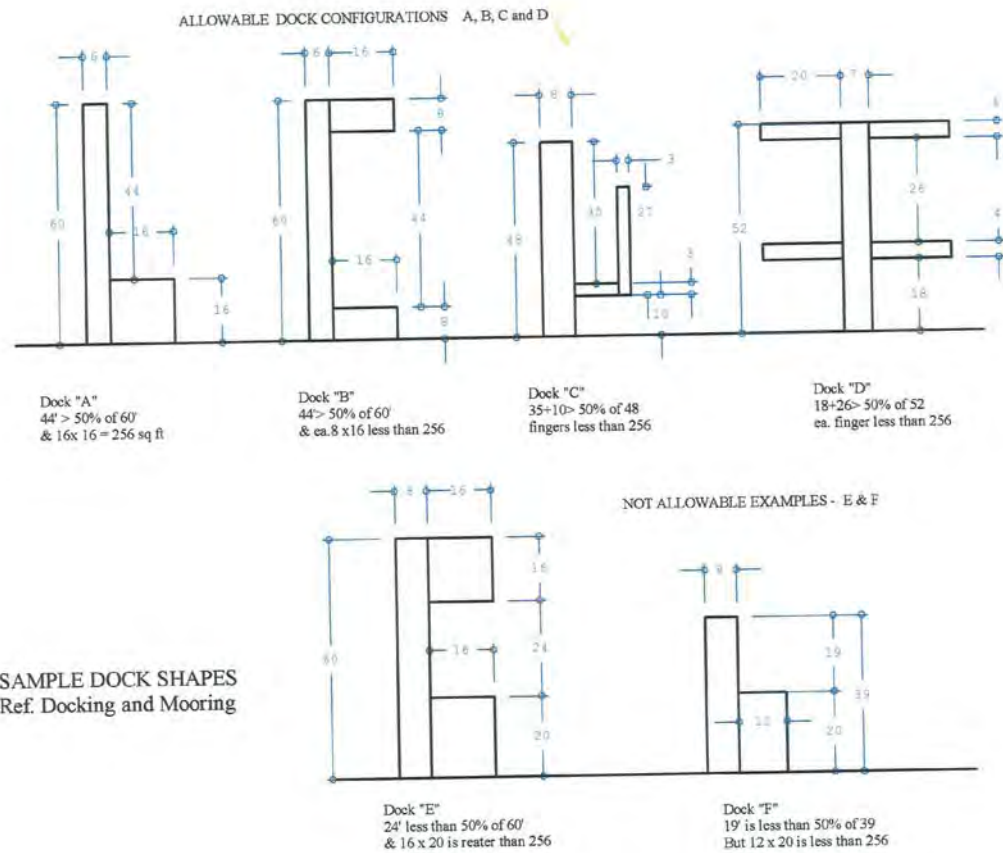 ALLOWABLE DOCK CONFIGURATIONS A, B, C and D
6
44
60
16
16
6
16
8
60
44
16
8
8
3
35
27
48
3
10
20
7
4
26
52
4
18
Dock "A"
44' > 50% of 60'
& 16x 16 = 256 sq ft
Dock "B"
44'> 50% of 60'
& ea.8 x16 less than 256
Dock "C"
35+10> 50% of 48
fingers less than 256
Dock "D"
18+26> 50% of 52
ea. finger less than 256
NOT ALLOWABLE EXAMPLES - E & F
8
16
16
60
24
16
20
8
19
39
12
20
SAMPLE DOCK SHAPES
Ref. Docking and Mooring
Dock "E"
24' less than 50% of 60'
& 16 x 20 is reater than 256
Dock "F"
19' is less than 50% of 39
But 12 x 20 is less than 256